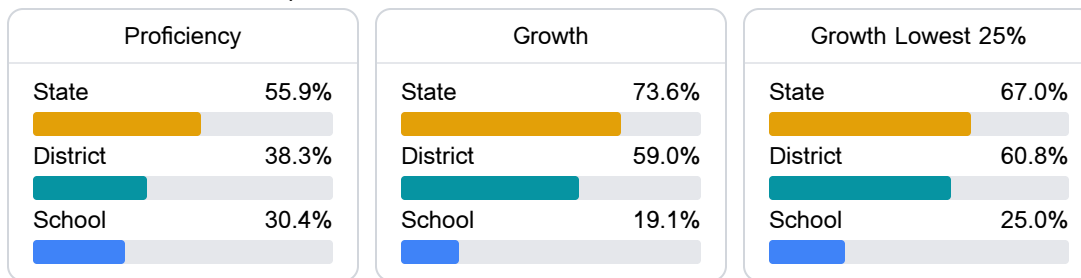 Proficiency
State 55.9%
District 38.3%
School 30.4%
Growth
State 73.6%
District 59.0%
School 19.1%
Growth Lowest 25%
State 67.0%
District 60.8%
School 25.0%